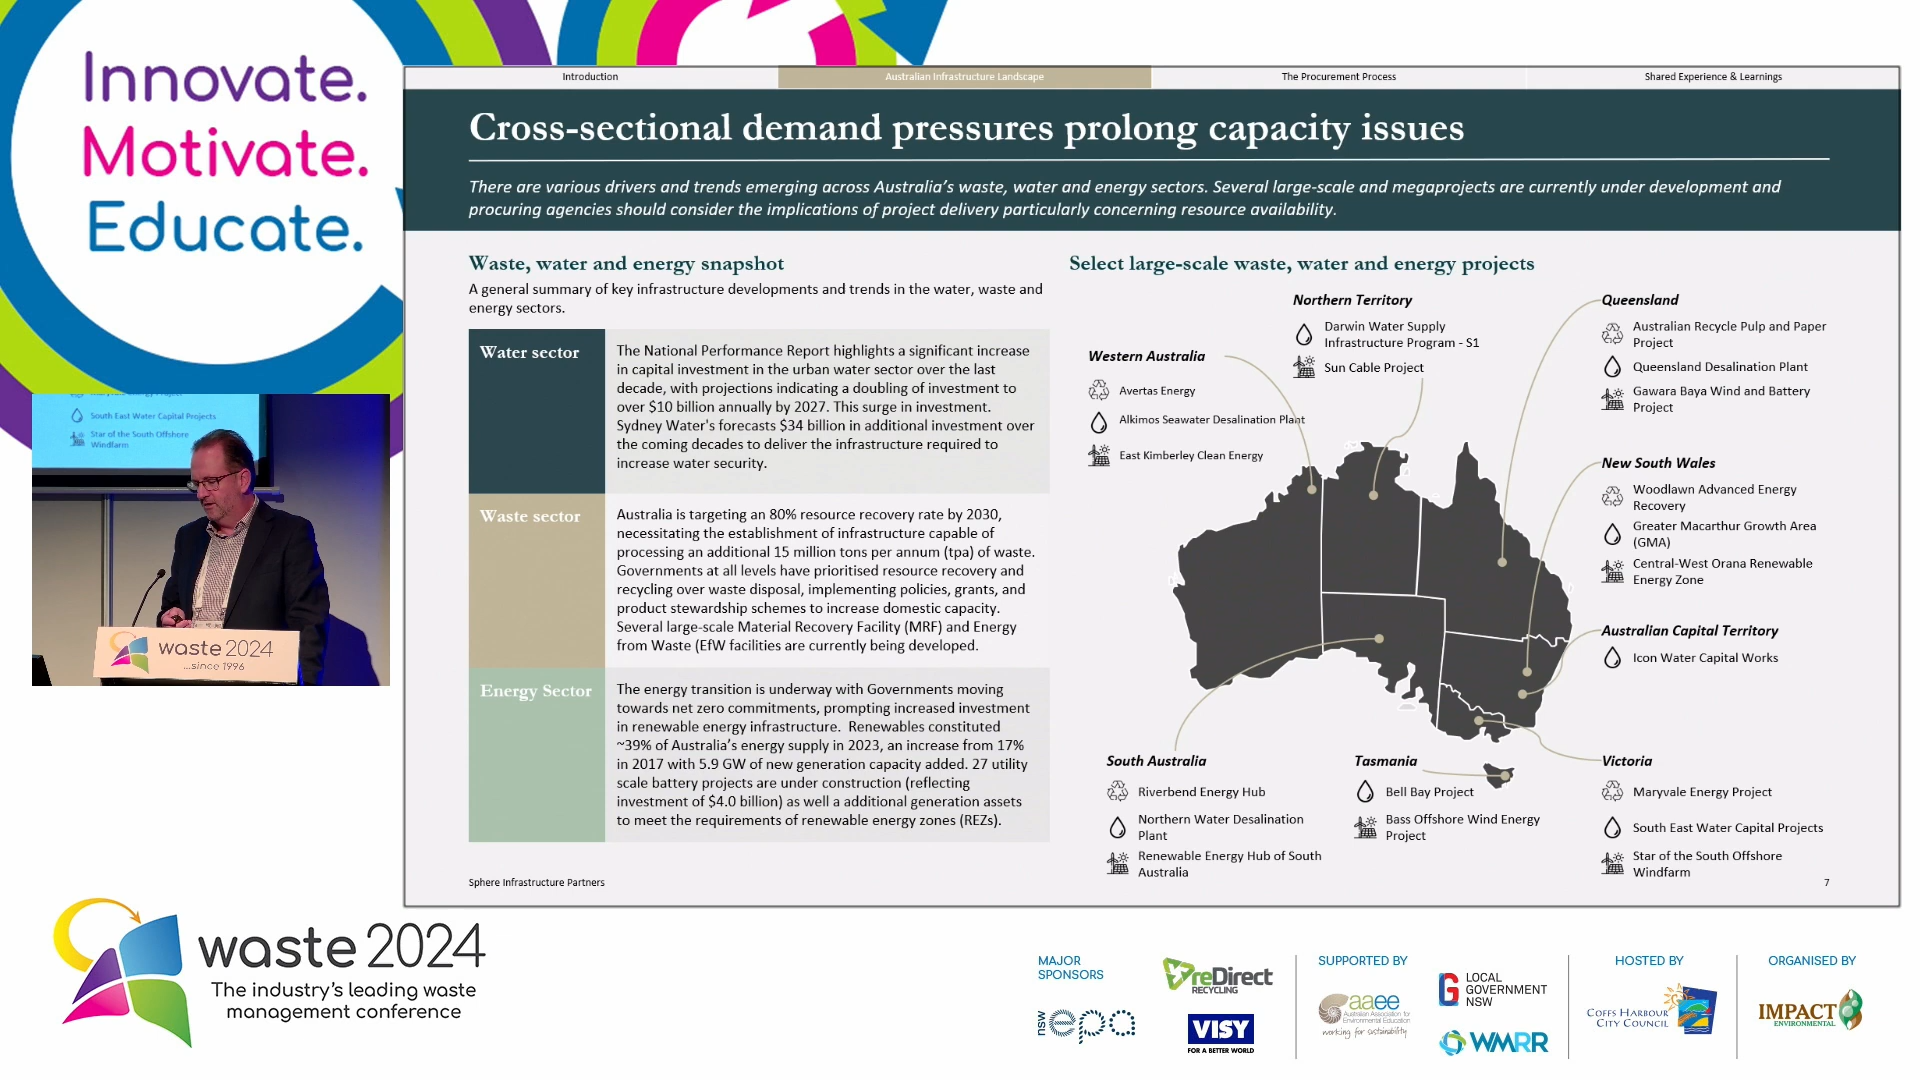 Innovate.
Motivate.
Educate.
Introduction
Australian Infrastructure Landscape
The Procurement Process
Shared Experience & Learnings
Cross-sectional demand pressures prolong capacity issues
There are various drivers and trends emerging across Australia’s waste, water and energy sectors. Several large-scale and megaprojects are currently under development and
procuring agencies should consider the implications of project delivery particularly concerning resource availability.
Waste, water and energy snapshot
A general summary of key infrastructure developments and trends in the water, waste and
energy sectors.
Water sector
The National Performance Report highlights a significant increase
in capital investment in the urban water sector over the last
decade, with projections indicating a doubling of investment to
over $10 billion annually by 2027. This surge in investment.
Sydney Water's forecasts $34 billion in additional investment over
the coming decades to deliver the infrastructure required to
increase water security.
Waste sector
Australia is targeting an 80% resource recovery rate by 2030,
necessitating the establishment of infrastructure capable of
processing an additional 15 million tons per annum (tpa) of waste.
Governments at all levels have prioritised resource recovery and
recycling over waste disposal, implementing policies, grants, and
product stewardship schemes to increase domestic capacity.
Several large-scale Material Recovery Facility (MRF) and Energy
from Waste (EfW facilities are currently being developed.
Energy Sector
The energy transition is underway with Governments moving
towards net zero commitments, prompting increased investment
in renewable energy infrastructure. Renewables constituted
~39% of Australia’s energy supply in 2023, an increase from 17%
in 2017 with 5.9 GW of new generation capacity added. 27 utility
scale battery projects are under construction (reflecting
investment of $4.0 billion) as well a additional generation assets
to meet the requirements of renewable energy zones (REZs).
Sphere Infrastructure Partners
Select large-scale waste, water and energy projects
Northern Territory
Darwin Water Supply
Infrastructure Program - S1
Sun Cable Project
Western Australia
Avertas Energy
Alkimos Seawater Desalination Plant
East Kimberley Clean Energy
Queensland
Australian Recycle Pulp and Paper
Project
Queensland Desalination Plant
Gawara Baya Wind and Battery
Project
New South Wales
Woodlawn Advanced Energy
Recovery
Greater Macarthur Growth Area
(GMA)
Central-West Orana Renewable
Energy Zone
Australian Capital Territory
Icon Water Capital Works
South Australia
Riverbend Energy Hub
Northern Water Desalination
Plant
Renewable Energy Hub of South
Australia
Tasmania
Bell Bay Project
Bass Offshore Wind Energy
Project
Victoria
Maryvale Energy Project
South East Water Capital Projects
Star of the South Offshore
Windfarm
7
South East Water Capital Projects
Star of the South Offshore
Windfarm
waste 2024
...since 1996
waste 2024
The industry's leading waste
management conference
MAJOR
SPONSORS
reDirect
RECYCLING
nsw epa
VISY
FOR A BETTER WORLD
SUPPORTED BY
aaee
Australian Association for
Environmental Education
working for sustainability
LOCAL
GOVERNMENT
NSW
WMRR
HOSTED BY
COFFS HARBOUR
CITY COUNCIL
ORGANISED BY
IMPACT
ENVIRONMENTAL